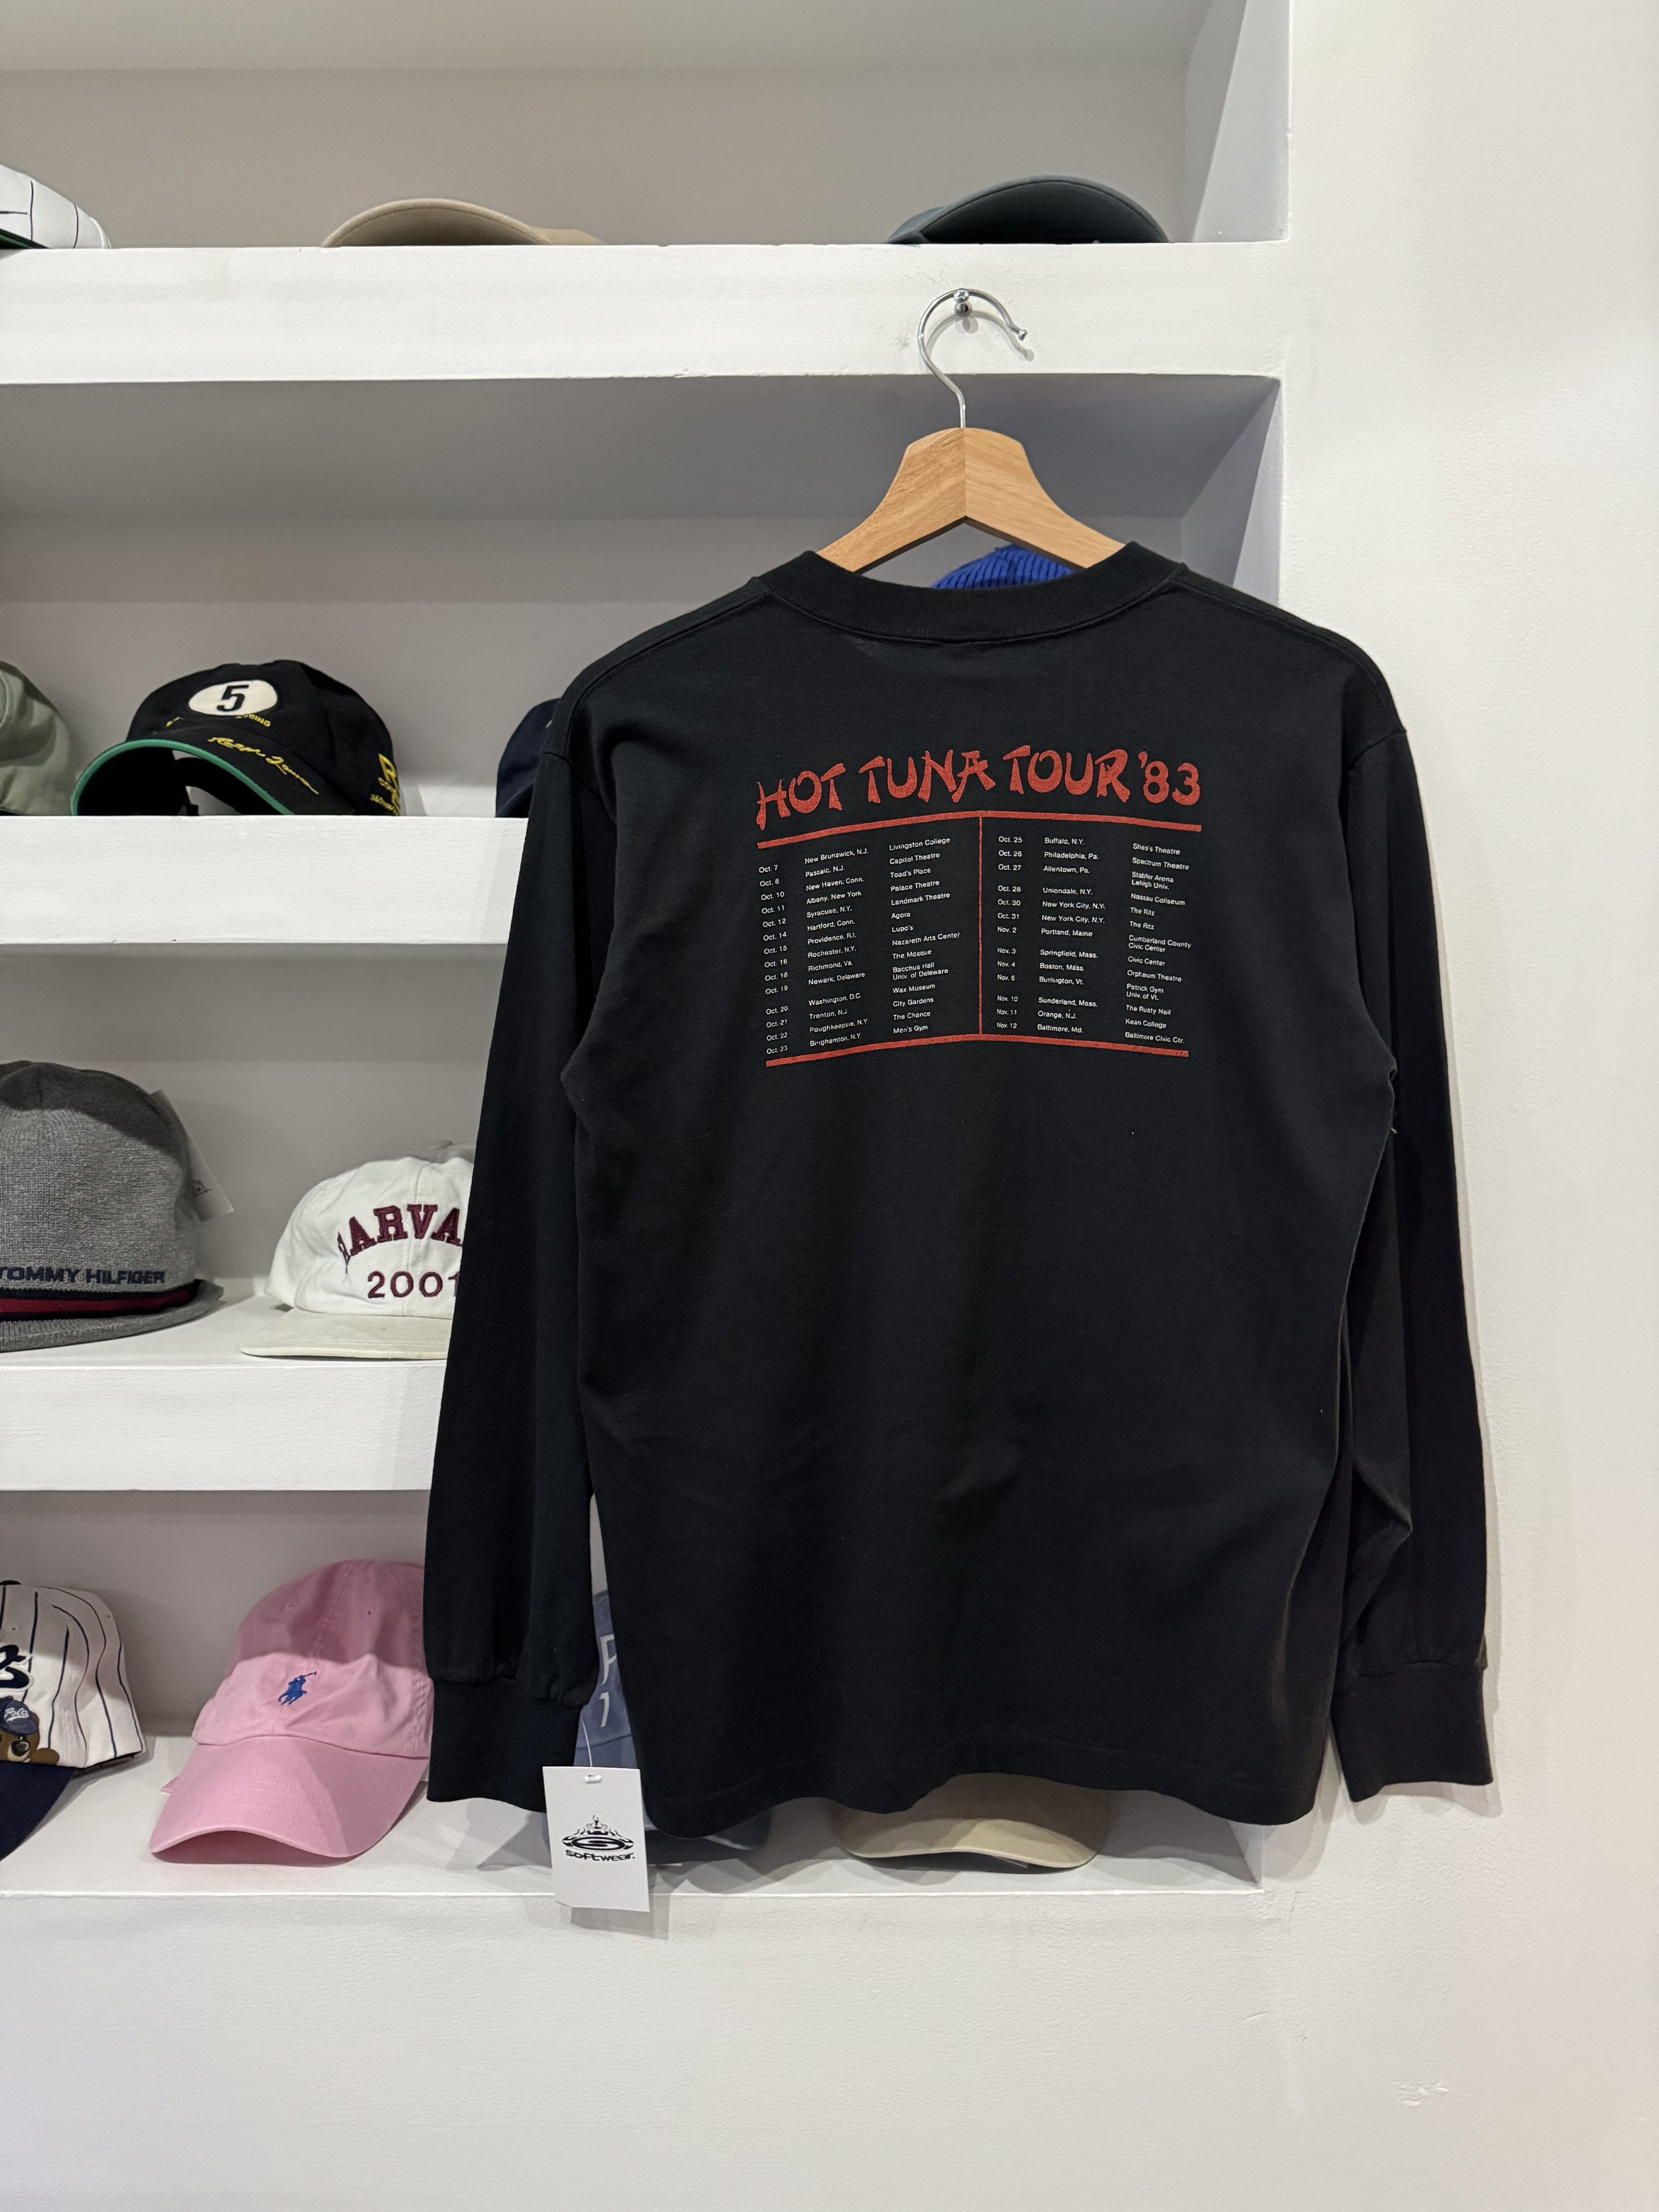 5
TOMMY HILFIGER
HARVA
2001
HOT TUNA TOUR '83
Oct. 7 New Brunswick, N.J. Livingston College
Oct. 8 Passaic, N.J. Capitol Theatre
Oct. 10 New Haven, Conn. Toad's Place
Oct. 11 Albany, New York Palace Theatre
Oct. 12 Syracuse, N.Y. Landmark Theatre
Oct. 14 Hartford, Conn. Agora
Oct. 15 Providence, R.I. Lupo's
Oct. 16 Rochester, N.Y. Nazareth Arts Center
Oct. 18 Richmond, Va. The Mosque
Oct. 19 Newark, Delaware Bacchus Hall
Univ. of Delaware
Oct. 20 Washington, D.C. Wax Museum
Oct. 21 Trenton, N.J. City Gardens
Oct. 22 Poughkeepsie, N.Y. The Chance
Oct. 23 Binghamton, N.Y. Men's Gym
Oct. 25 Buffalo, N.Y. Shea's Theatre
Oct. 26 Philadelphia, Pa. Spectrum Theatre
Oct. 27 Allentown, Pa. Stabler Arena
Lehigh Univ.
Oct. 28 Uniondale, N.Y. Nassau Coliseum
Oct. 30 New York City, N.Y. The Ritz
Oct. 31 New York City, N.Y. The Ritz
Nov. 2 Portland, Maine Cumberland County
Civic Center
Nov. 3 Springfield, Mass. Civic Center
Nov. 4 Boston, Mass. Orpheum Theatre
Nov. 6 Burlington, Vt. Patrick Gym
Univ. of Vt.
Nov. 10 Sunderland, Mass. The Rusty Nail
Nov. 11 Orange, N.J. Kean College
Nov. 12 Baltimore, Md. Baltimore Civic Ctr.
softwear.